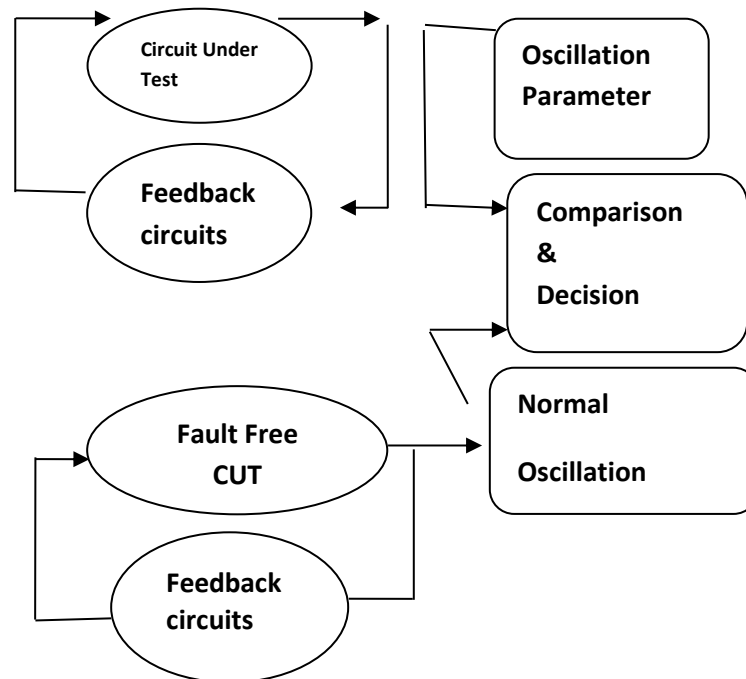 Circuit Under
Test
Oscillation
Parameter
Feedback
circuits
Comparison
&
Decision
Fault Free
CUT
Normal
Oscillation
Feedback
circuits